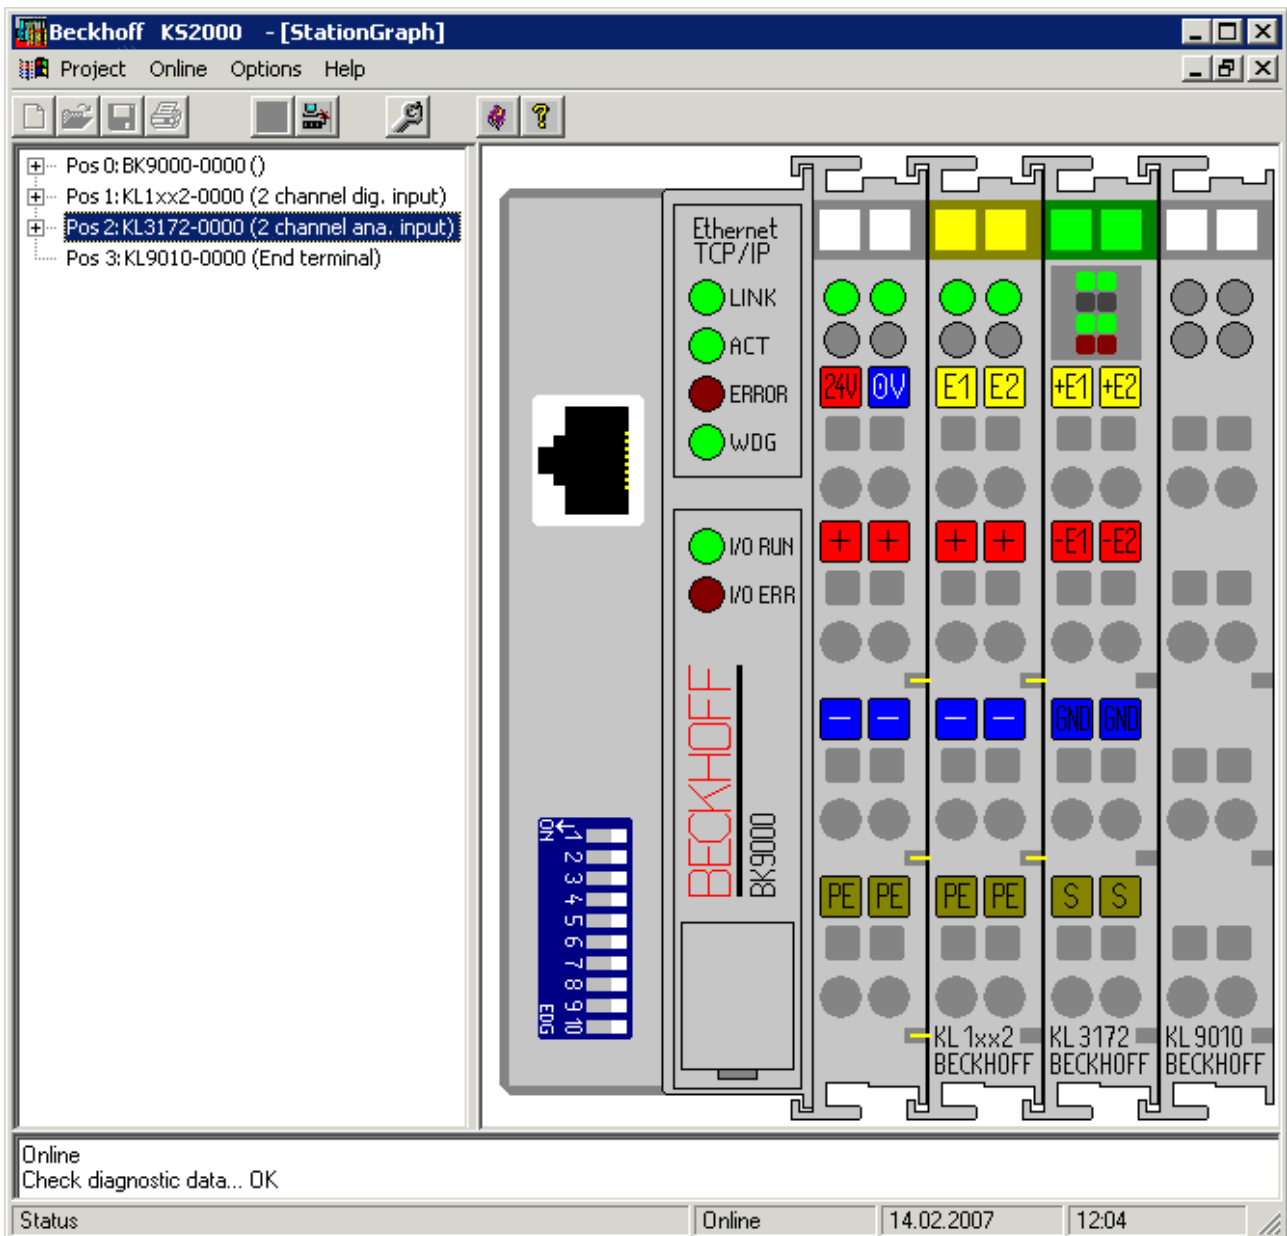 Beckhoff KS2000 - [StationGraph]
Project Online Options Help
Pos 0: BK9000-0000 ()
Pos 1: KL1xx2-0000 (2 channel dig. input)
Pos 2: KL3172-0000 (2 channel ana. input)
Pos 3: KL9010-0000 (End terminal)
Ethernet
TCP/IP
LINK
ACT
ERROR
WDG
I/O RUN
I/O ERR
BECKHOFF
BK9000
ON
1
2
3
4
5
6
7
8
9
10
EDG
24V 0V E1 E2 +E1 +E2
+ + + + -E1 -E2
- - - - GND GND
PE PE PE PE S S
KL 1xx2
BECKHOFF
KL 3172
BECKHOFF
KL 9010
BECKHOFF
Online
Check diagnostic data... OK
Status Online 14.02.2007 12:04